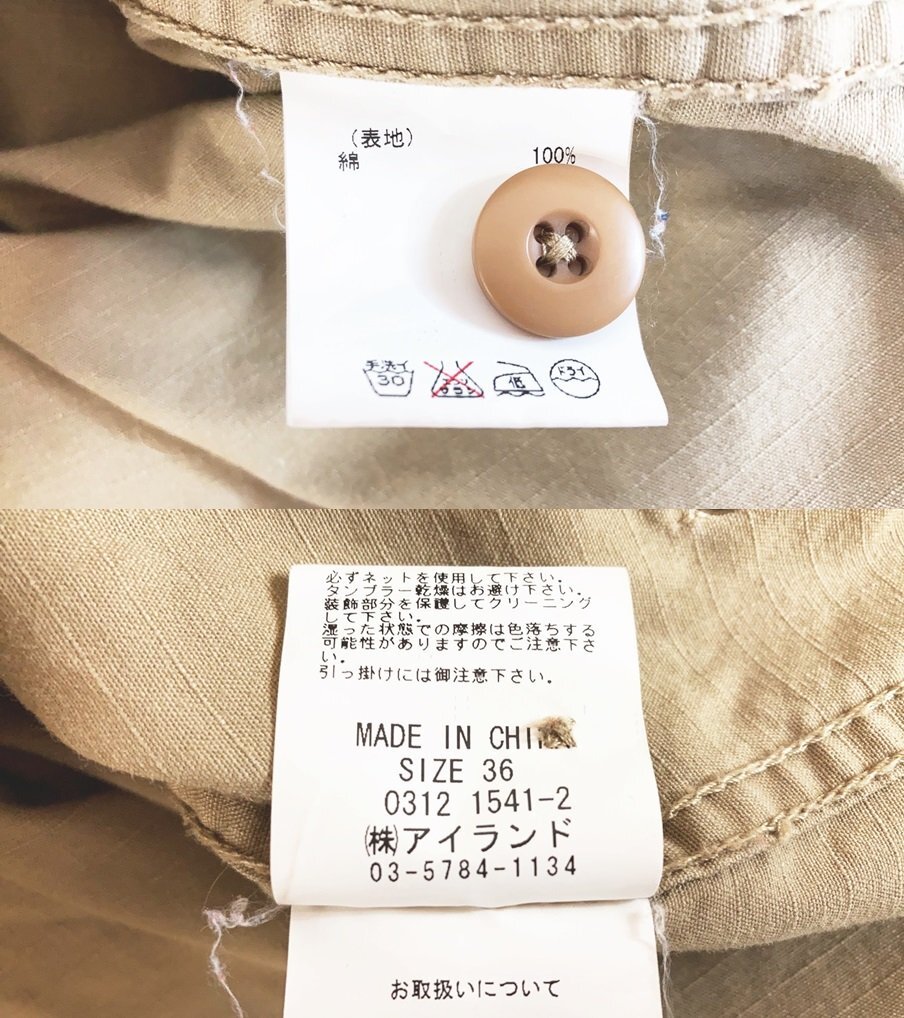 （表地）
綿 100%
手洗イ
30
エンソ
サラシ
低
ドライ
必ずネットを使用して下さい。
タンブラー乾燥はお避け下さい。
装飾部分を保護してクリーニング
して下さい。
湿った状態での摩擦は色落ちする
可能性がありますのでご注意下さ
い。
引っ掛けには御注意下さい。
MADE IN CHI
SIZE 36
0312 1541-2
㈱アイランド
03-5784-1134
お取扱いについて